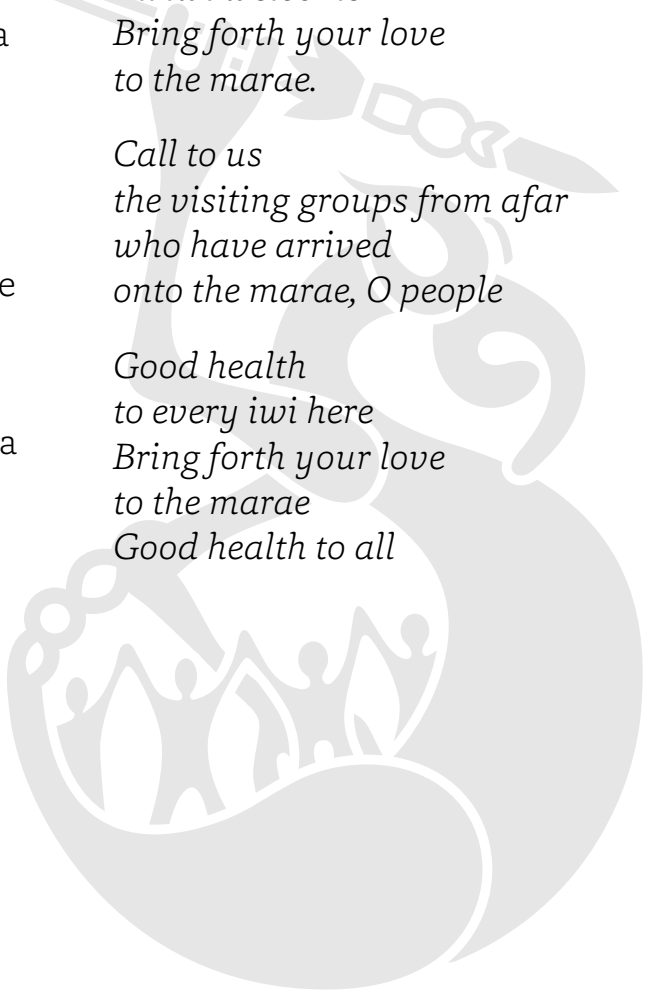 Bring forth your love
to the marae.
Call to us
the visiting groups from afar
who have arrived
onto the marae, O people
Good health
to every iwi here
Bring forth your love
to the marae
Good health to all